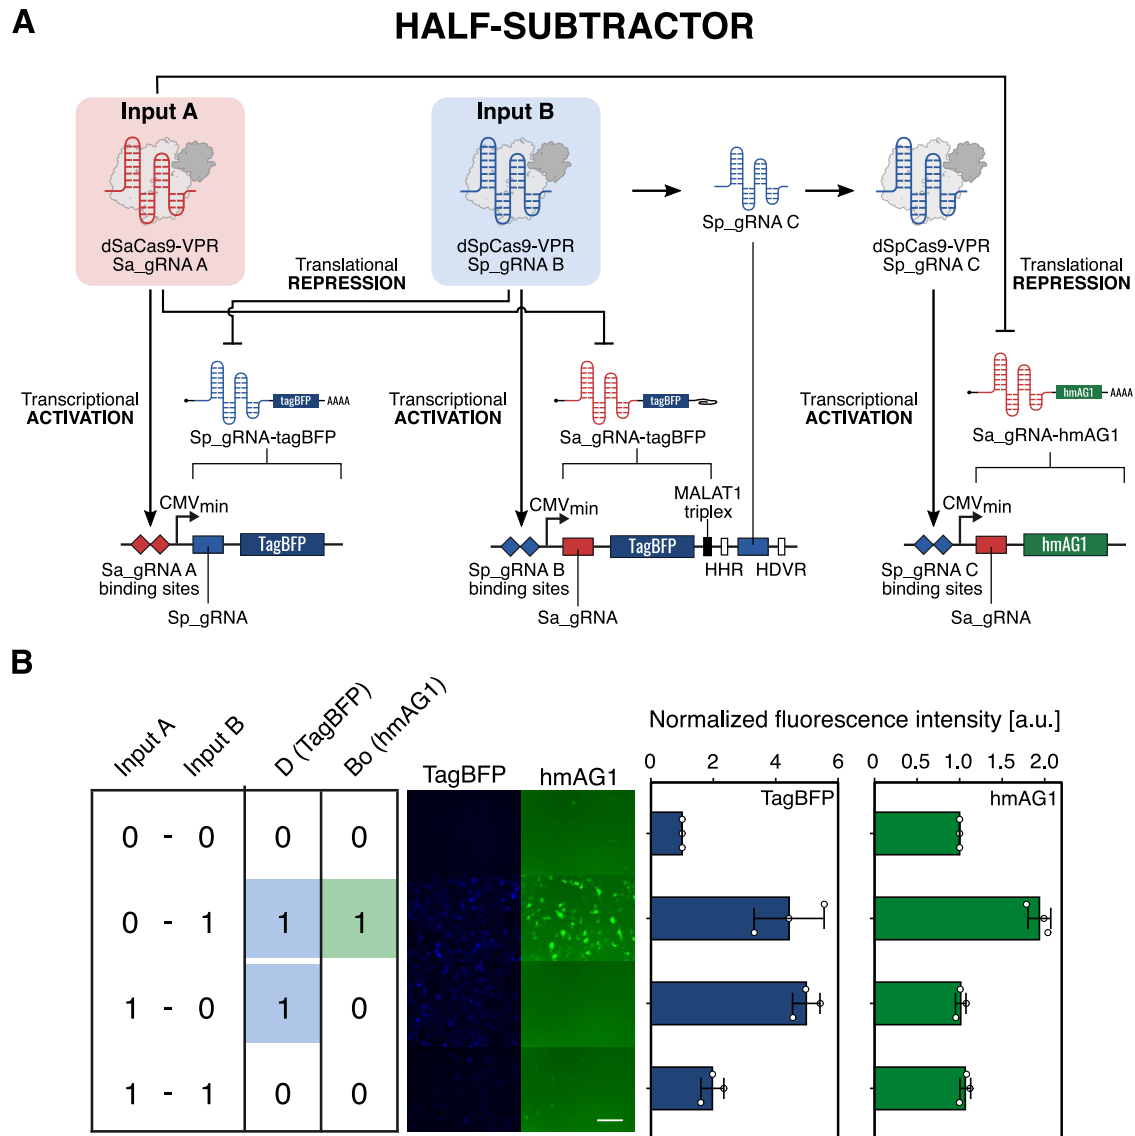 A
HALF-SUBTRACTOR
Input A
dSaCas9-VPR
Sa_gRNA A
Input B
dSpCas9-VPR
Sp_gRNA B
Sp_gRNA C
dSpCas9-VPR
Sp_gRNA C
Translational
REPRESSION
Translational
REPRESSION
Transcriptional
ACTIVATION
tagBFP
AAAA
Sp_gRNA-tagBFP
Transcriptional
ACTIVATION
tagBFP
Sa_gRNA-tagBFP
Transcriptional
ACTIVATION
hmAG1
AAAA
Sa_gRNA-hmAG1
CMVmin
TagBFP
Sa_gRNA A
binding sites
Sp_gRNA
CMVmin
MALAT1
triplex
TagBFP
HHR
HDVR
Sp_gRNA B
binding sites
Sa_gRNA
CMVmin
hmAG1
Sp_gRNA C
binding sites
Sa_gRNA
B
Input A
Input B
D (TagBFP)
Bo (hmAG1)
TagBFP
hmAG1
Normalized fluorescence intensity [a.u.]
0 2 4 6
0 0.5 1.0 1.5 2.0
TagBFP
hmAG1
0 - 0 0 0
0 - 1 1 1
1 - 0 1 0
1 - 1 0 0